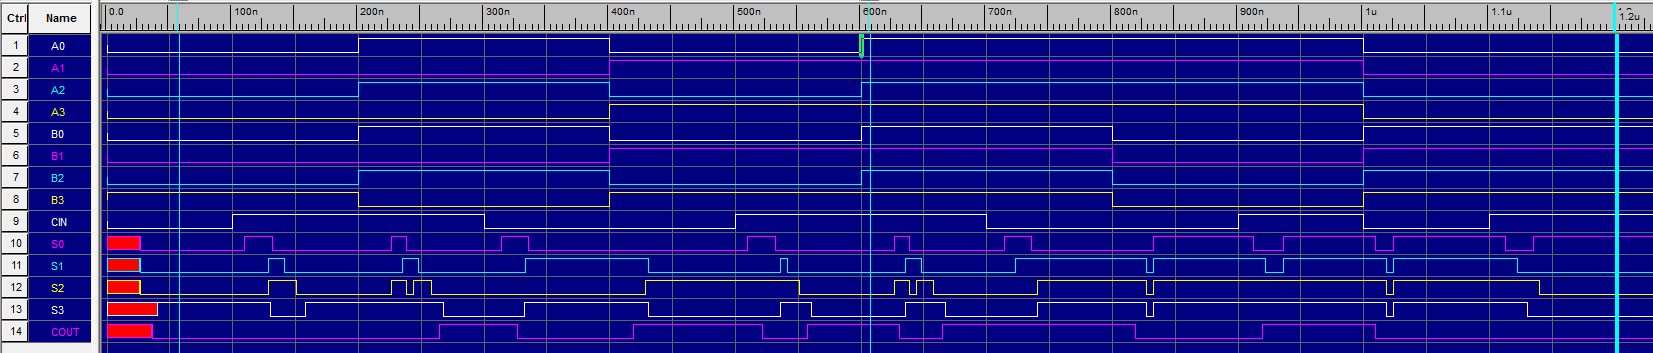 Ctrl Name 0.0 100n 200n 300n 400n 500n 600n 700n 800n 900n 1u 1.1u 1.2u
1 A0
2 A1
3 A2
4 A3
5 B0
6 B1
7 B2
8 B3
9 CIN
10 S0
11 S1
12 S2
13 S3
14 COUT